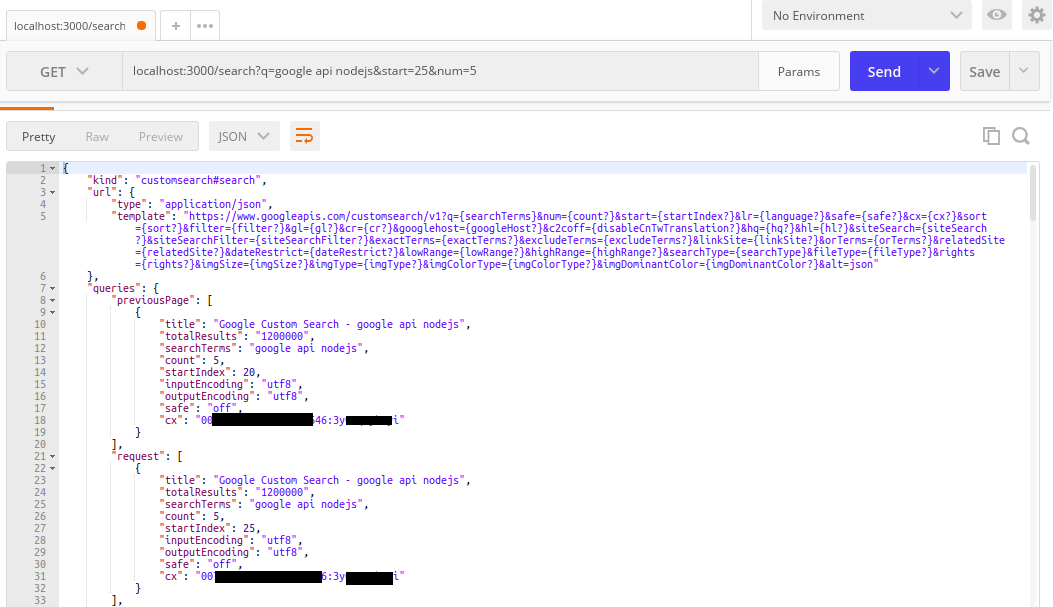 localhost:3000/search
+
•••
No Environment
GET
localhost:3000/search?q=google api nodejs&start=25&num=5
Params
Send
Save
Pretty Raw Preview JSON
1 {
2 "kind": "customsearch#search",
3 "url": {
4 "type": "application/json",
5 "template": "https://www.googleapis.com/customsearch/v1?q={searchTerms}&num={count?}&start={startIndex?}&lr={language?}&safe={safe?}&cx={cx?}&sort
={sort?}&filter={filter?}&gl={gl?}&cr={cr?}&googlehost={googleHost?}&c2coff={disableCnTwTranslation?}&hq={hq?}&hl={hl?}&siteSearch={siteSearch
?}&siteSearchFilter={siteSearchFilter?}&exactTerms={exactTerms?}&excludeTerms={excludeTerms?}&linkSite={linkSite?}&orTerms={orTerms?}&relatedSite
={relatedSite?}&dateRestrict={dateRestrict?}&lowRange={lowRange?}&highRange={highRange?}&searchType={searchType}&fileType={fileType?}&rights
={rights?}&imgSize={imgSize?}&imgType={imgType?}&imgColorType={imgColorType?}&imgDominantColor={imgDominantColor?}&alt=json"
6 },
7 "queries": {
8 "previousPage": [
9 {
10 "title": "Google Custom Search - google api nodejs",
11 "totalResults": "1200000",
12 "searchTerms": "google api nodejs",
13 "count": 5,
14 "startIndex": 20,
15 "inputEncoding": "utf8",
16 "outputEncoding": "utf8",
17 "safe": "off",
18 "cx": "00 646:3y i"
19 }
20 ],
21 "request": [
22 {
23 "title": "Google Custom Search - google api nodejs",
24 "totalResults": "1200000",
25 "searchTerms": "google api nodejs",
26 "count": 5,
27 "startIndex": 25,
28 "inputEncoding": "utf8",
29 "outputEncoding": "utf8",
30 "safe": "off",
31 "cx": "00 6:3y i"
32 }
33 ],